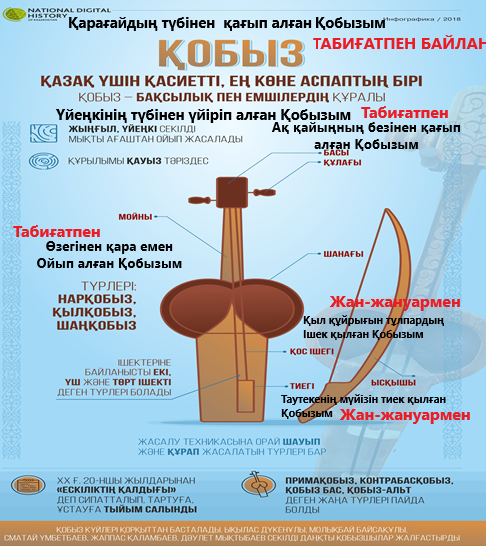 NATIONAL DIGITAL
HISTORY
OF KAZAKHSTAN
Қарағайдың түбінен қағып алған Қобызым
Инфографика / 2018
ҚОБЫЗ
ТАБИҒАТПЕН БАЙЛАН
ҚАЗАҚ ҮШІН ҚАСИЕТТІ, ЕҢ КӨНЕ АСПАПТЫҢ БІРІ
ҚОБЫЗ – БАҚСЫЛЫҚ ПЕН ЕМШІЛЕРДІҢ ҚҰРАЛЫ
Үйеңкінің түбінен үйіріп алған Қобызым
Табиғатпен
ЖЫҢҒЫЛ, ҮЙЕҢКІ СЕКІЛДІ
МЫҚТЫ АҒАШТАН ОЙЫП ЖАСАЛАДЫ
Ақ қайыңның безінен қағып
алған Қобызым
ҚҰРЫЛЫМЫ ҚАУЫЗ ТӘРІЗДЕС
БАСЫ
ҚҰЛАҒЫ
МОЙНЫ
Табиғатпен
Өзегінен қара емен
Ойып алған Қобызым
ШАНАҒЫ
ТҮРЛЕРІ:
НАРҚОБЫЗ,
ҚЫЛҚОБЫЗ,
ШАҢҚОБЫЗ
Жан-жануармен
Қыл құйрығын тұлпардың
Ішек қылған Қобызым
ҚОС ІШЕГІ
ІШЕКТЕРІНЕ
БАЙЛАНЫСТЫ ЕКІ,
ҮШ ЖӘНЕ ТӨРТ ІШЕКТІ
ДЕГЕН ТҮРЛЕРІ БОЛАДЫ
ТИЕГІ
ЫСҚЫШЫ
Таутекенің мүйізін тиек қылған
Қобызым
Жан-жануармен
ЖАСАЛУ ТЕХНИКАСЫНА ОРАЙ ШАУЫП
ЖӘНЕ ҚҰРАП ЖАСАЛАТЫН ТҮРЛЕРІ БАР
XX Ғ. 20-НШЫ ЖЫЛДАРЫНАН
«ЕСКІЛІКТІҢ ҚАЛДЫҒЫ»
ДЕП СИПАТТАЛЫП, ТАРТУҒА,
ҰСТАУҒА ТЫЙЫМ САЛЫНДЫ
ПРИМАҚОБЫЗ, КОНТРАБАСҚОБЫЗ,
ҚОБЫЗ БАС, ҚОБЫЗ-АЛЬТ
ДЕГЕН ЖАҢА ТҮРЛЕРІ ПАЙДА
БОЛДЫ
ҚОБЫЗ КҮЙЛЕРІ ҚОРҚЫТТАН БАСТАЛАДЫ. ЫҚЫЛАС ДҮКЕНҰЛЫ, МОЛЫҚБАЙ БАЙСАҚҰЛЫ,
СМАТАЙ ҮМБЕТБАЕВ, ЖАППАС ҚАЛАМБАЕВ, ДӘУЛЕТ МЫҚТЫБАЕВ СЕКІЛДІ ДАҢҚТЫ ҚОБЫЗШЫЛАР ЖАЛҒАСТЫРДЫ